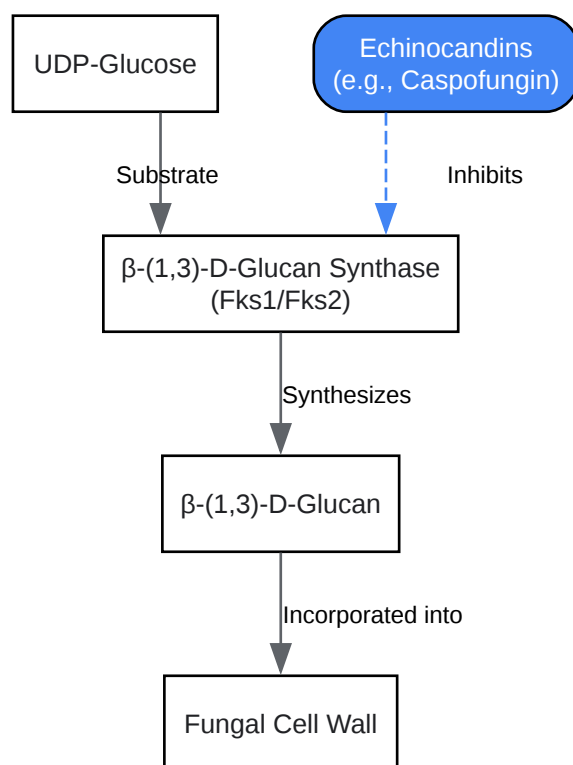 UDP-Glucose
Echinocandins
(e.g., Caspofungin)
Substrate
Inhibits
β-(1,3)-D-Glucan Synthase
(Fks1/Fks2)
Synthesizes
β-(1,3)-D-Glucan
Incorporated into
Fungal Cell Wall